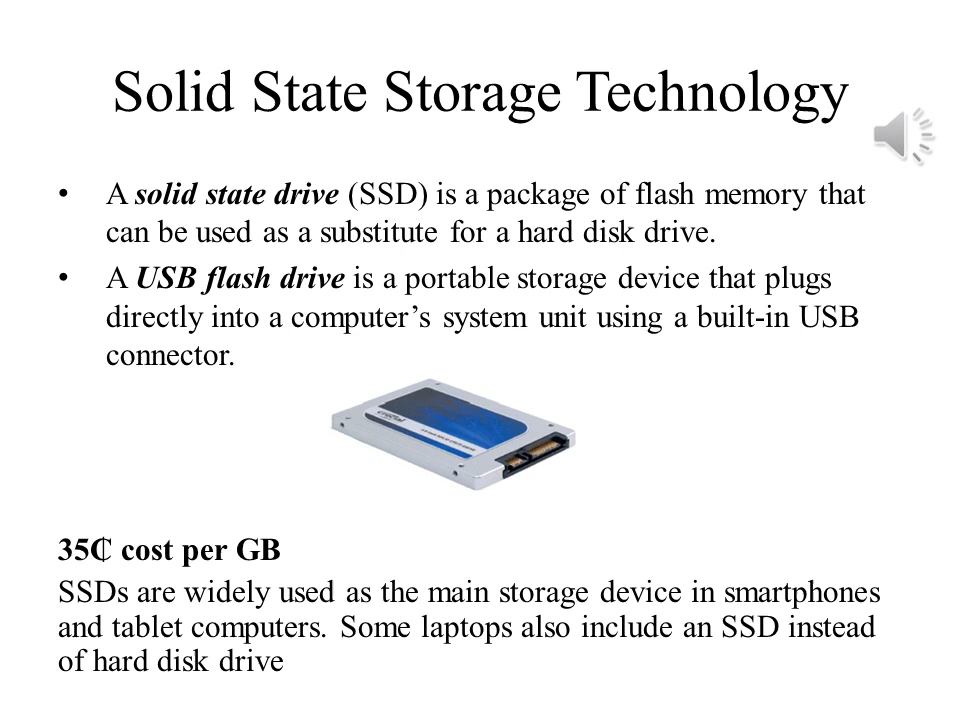 Solid State Storage Technology
• A solid state drive (SSD) is a package of flash memory that
can be used as a substitute for a hard disk drive.
• A USB flash drive is a portable storage device that plugs
directly into a computer’s system unit using a built-in USB
connector.
crucial
35₵ cost per GB
SSDs are widely used as the main storage device in smartphones
and tablet computers. Some laptops also include an SSD instead
of hard disk drive